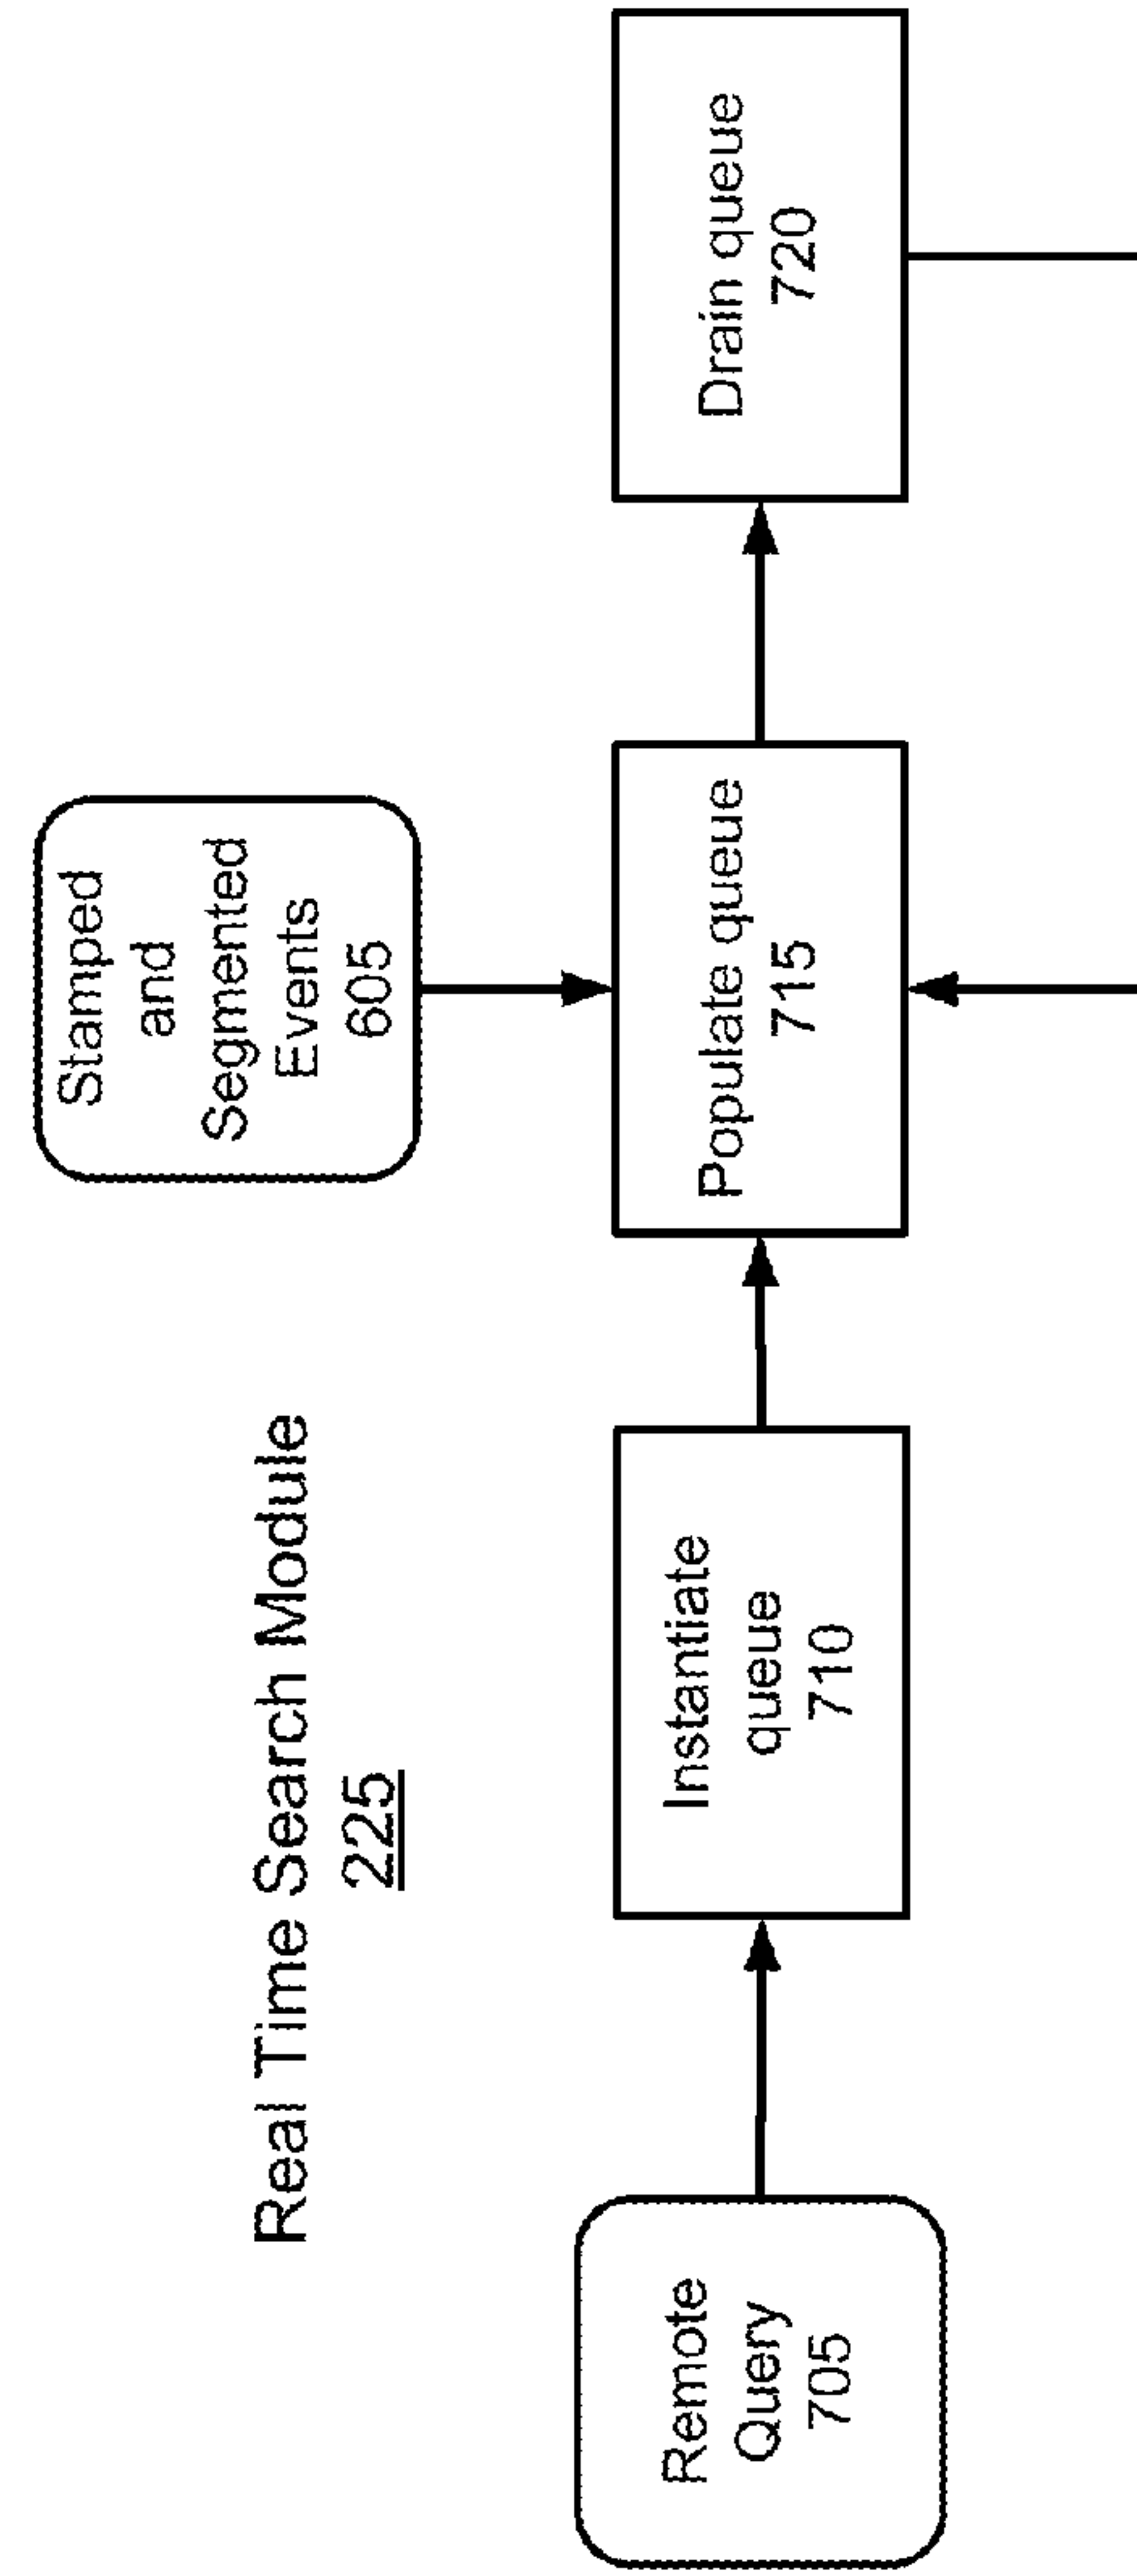 Real Time Search Module
225
Stamped
and
Segmented
Events
605
Remote
Query
705
Instantiate
queue
710
Populate queue
715
Drain queue
720